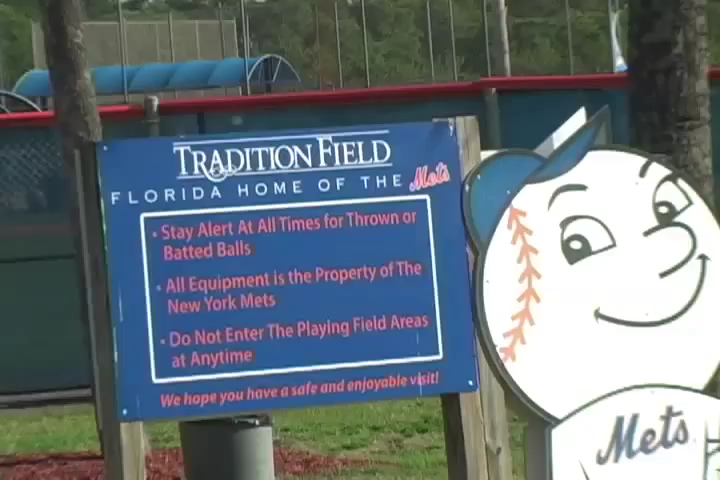 TRADITION FIELD
FLORIDA HOME OF THE Mets
• Stay Alert At All Times for Thrown or
Batted Balls
• All Equipment is the Property of The
New York Mets
• Do Not Enter The Playing Field Areas
at Anytime
We hope you have a safe and enjoyable visit!
Mets